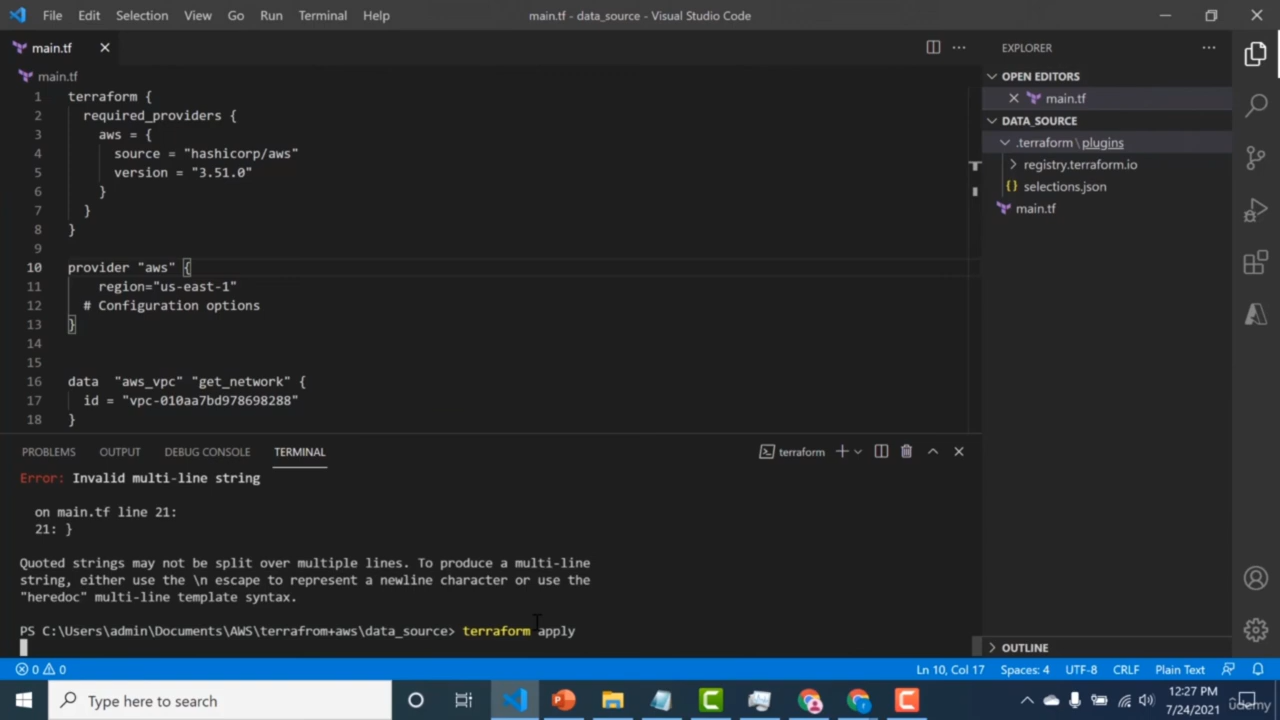 File Edit Selection View Go Run Terminal Help main.tf - data_source - Visual Studio Code
main.tf
main.tf
1 terraform {
2 required_providers {
3 aws = {
4 source = "hashicorp/aws"
5 version = "3.51.0"
6 }
7 }
8 }
9
10 provider "aws" {
11 region="us-east-1"
12 # Configuration options
13 }
14
15
16 data "aws_vpc" "get_network" {
17 id = "vpc-010aa7bd978698288"
18 }
EXPLORER
OPEN EDITORS
main.tf
DATA_SOURCE
.terraform \ plugins
registry.terraform.io
{} selections.json
main.tf
OUTLINE
PROBLEMS OUTPUT DEBUG CONSOLE TERMINAL terraform
Error: Invalid multi-line string
on main.tf line 21:
21: }
Quoted strings may not be split over multiple lines. To produce a multi-line
string, either use the \n escape to represent a newline character or use the
"heredoc" multi-line template syntax.
PS C:\Users\admin\Documents\AWS\terrafrom+aws\data_source> terraform apply
0 0 Ln 10, Col 17 Spaces: 4 UTF-8 CRLF Plain Text
Type here to search
12:27 PM
7/24/2021
udemy